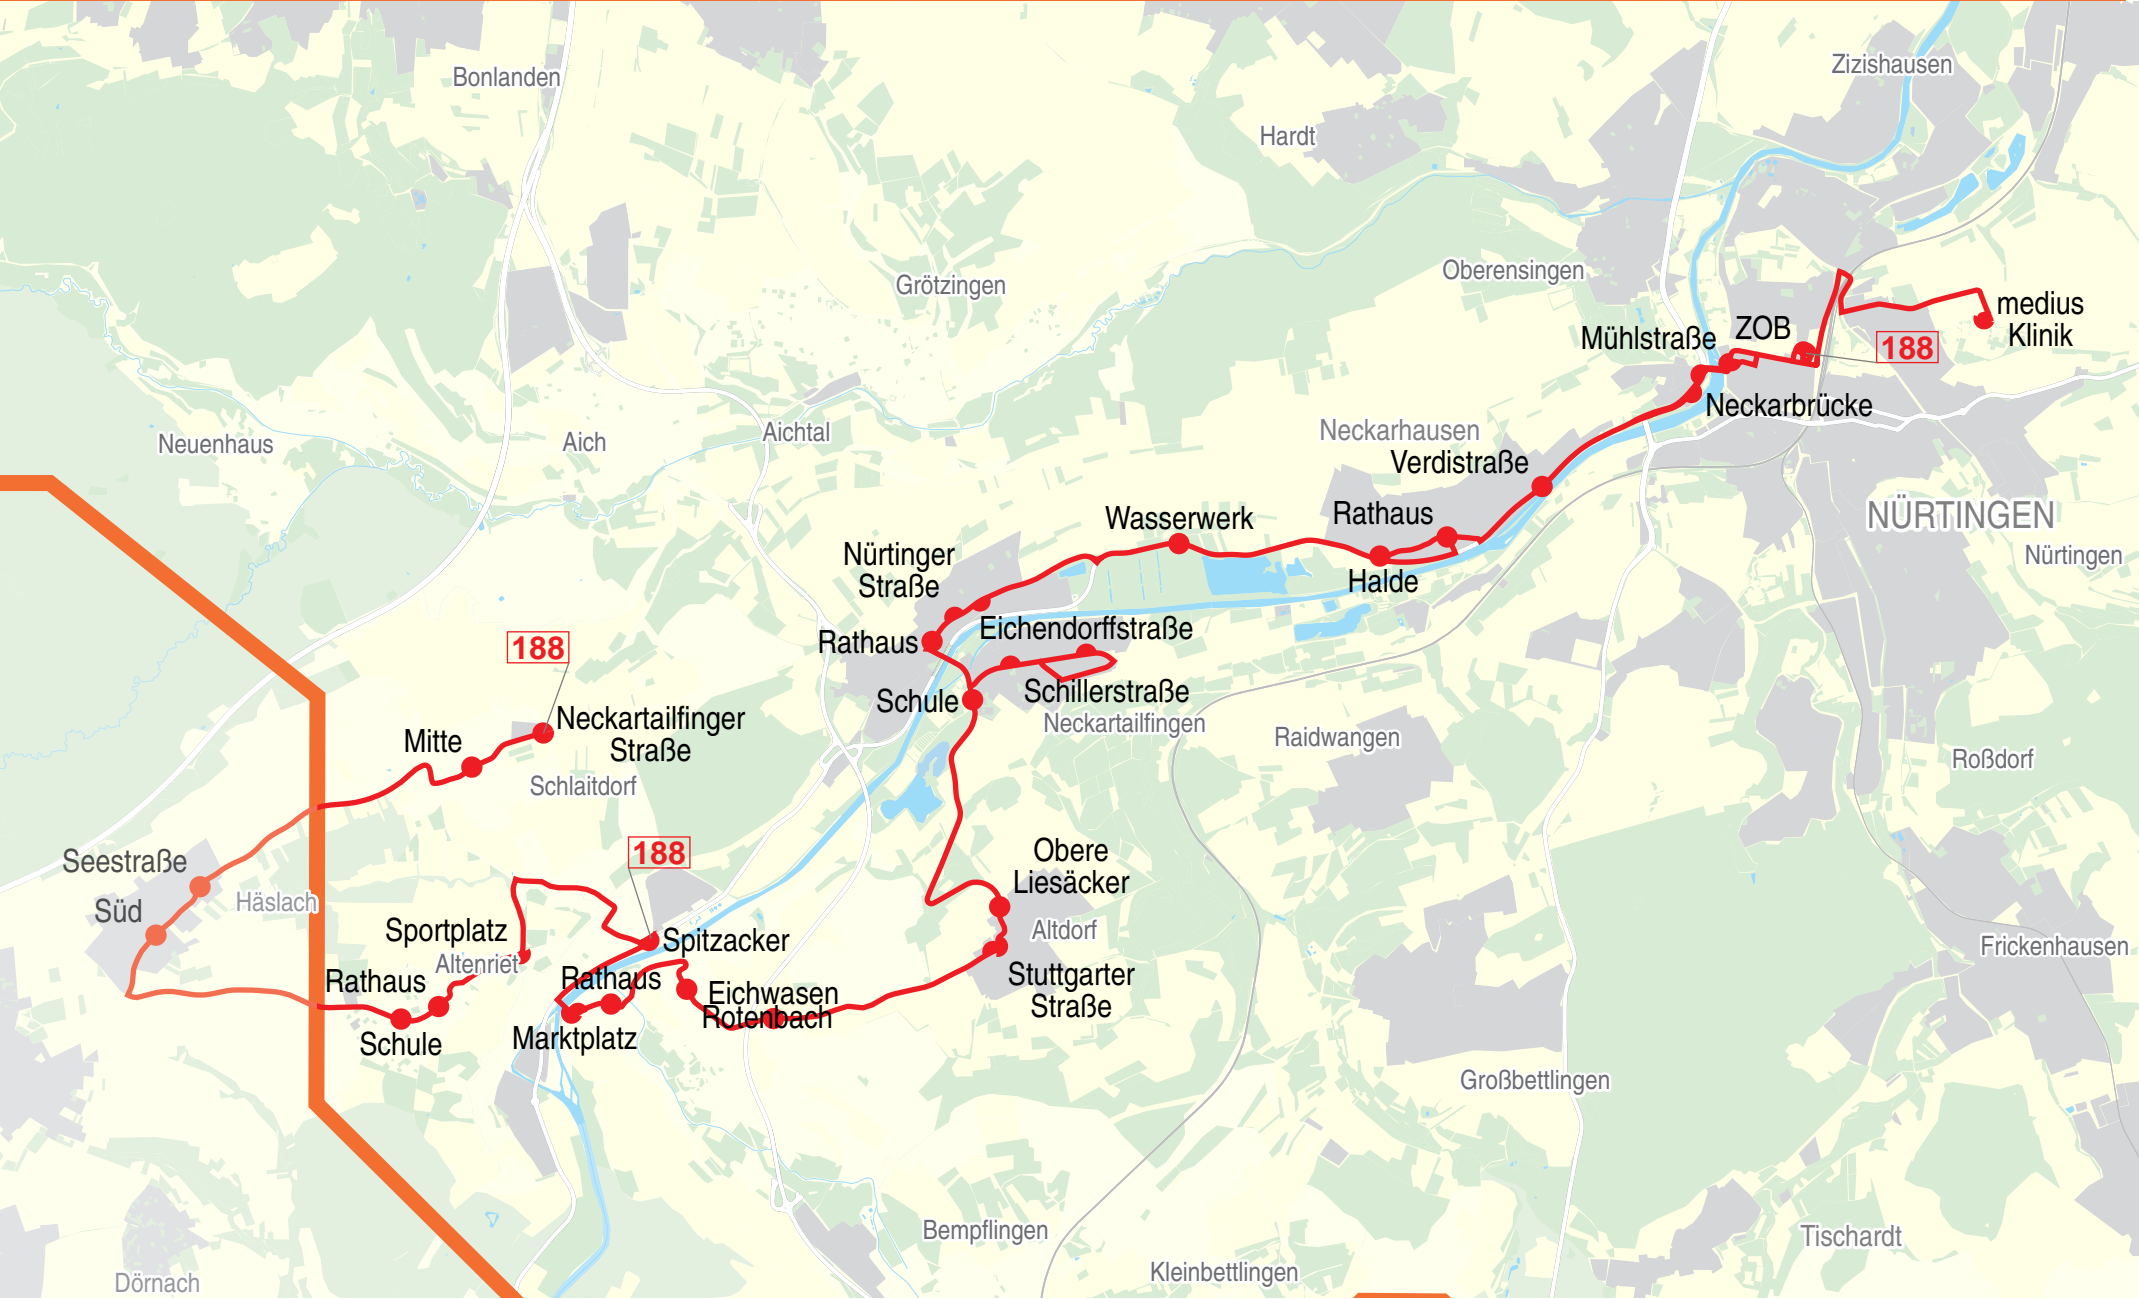 Bonlanden
Zizishausen
Hardt
Oberensingen
Grötzingen
medius
Klinik
ZOB
Mühlstraße
188
Neckarbrücke
Neckarhausen
Verdistraße
Aichtal
Aich
Neuenhaus
NÜRTINGEN
Nürtingen
Rathaus
Wasserwerk
Halde
Nürtinger
Straße
Rathaus
Eichendorffstraße
188
Schule
Schillerstraße
Neckartailfingen
Neckartailfinger
Straße
Mitte
Raidwangen
Roßdorf
Schlaitdorf
188
Obere
Liesäcker
Seestraße
Süd
Häslach
Sportplatz
Altenriet
Spitzacker
Altdorf
Frickenhausen
Rathaus
Rathaus
Stuttgarter
Straße
Eichwasen
Rotenbach
Schule
Marktplatz
Großbettlingen
Bempflingen
Tischardt
Kleinbettlingen
Dörnach